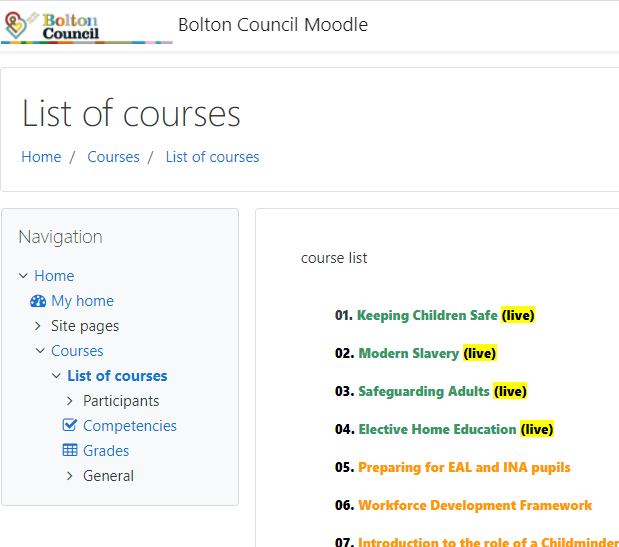 Bolton
Council
Bolton Council Moodle
List of courses
Home / Courses / List of courses
Navigation
Home
My home
Site pages
Courses
List of courses
Participants
Competencies
Grades
General
course list
01. Keeping Children Safe (live)
02. Modern Slavery (live)
03. Safeguarding Adults (live)
04. Elective Home Education (live)
05. Preparing for EAL and INA pupils
06. Workforce Development Framework
07. Introduction to the role of a Childminder